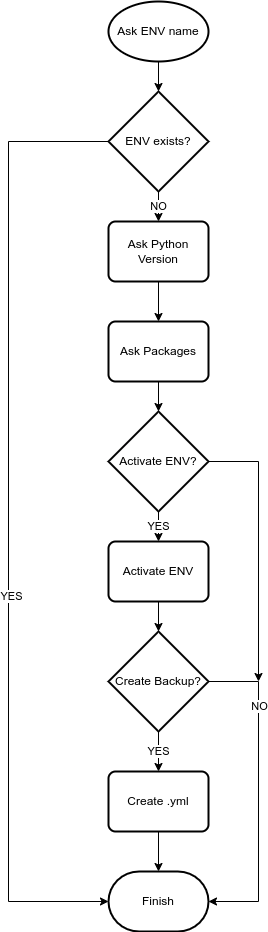 Ask ENV name
ENV exists?
NO
Ask Python
Version
Ask Packages
Activate ENV?
YES
Activate ENV
YES
Create Backup?
NO
YES
Create .yml
Finish